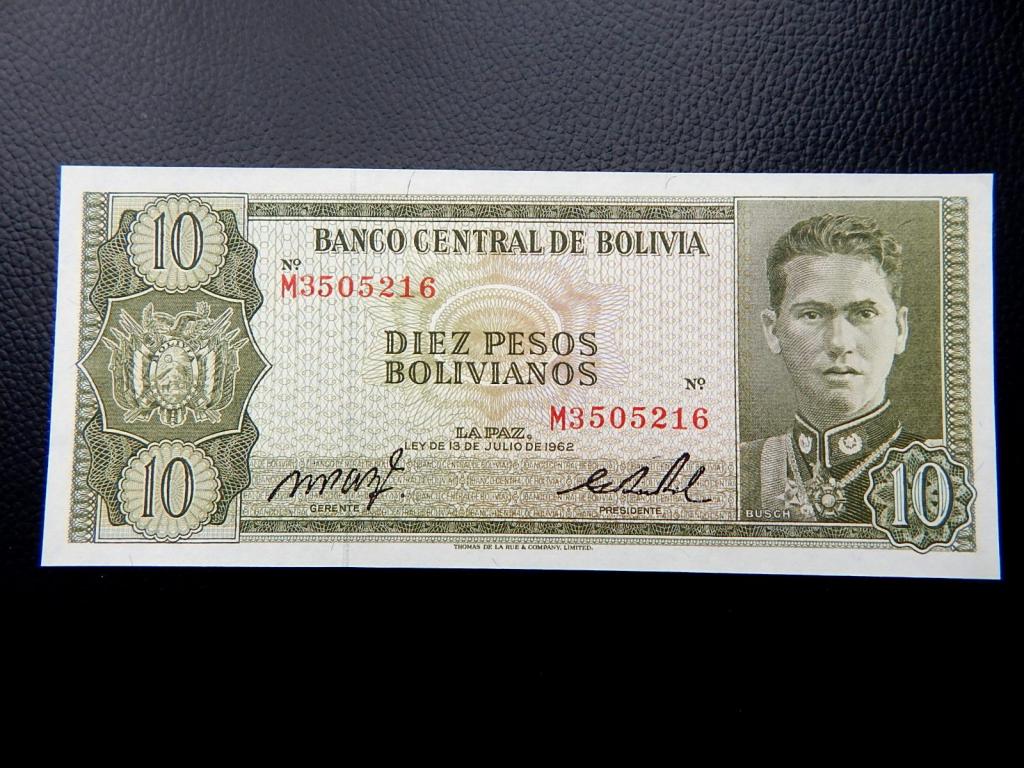 10
BANCO CENTRAL DE BOLIVIA
Nº
M3505216
DIEZ PESOS
BOLIVIANOS
Nº
M3505216
LA PAZ,
LEY DE 13 DE JULIO DE 1962
GERENTE
PRESIDENTE
BUSCH
10
10
THOMAS DE LA RUE & COMPANY, LIMITED.